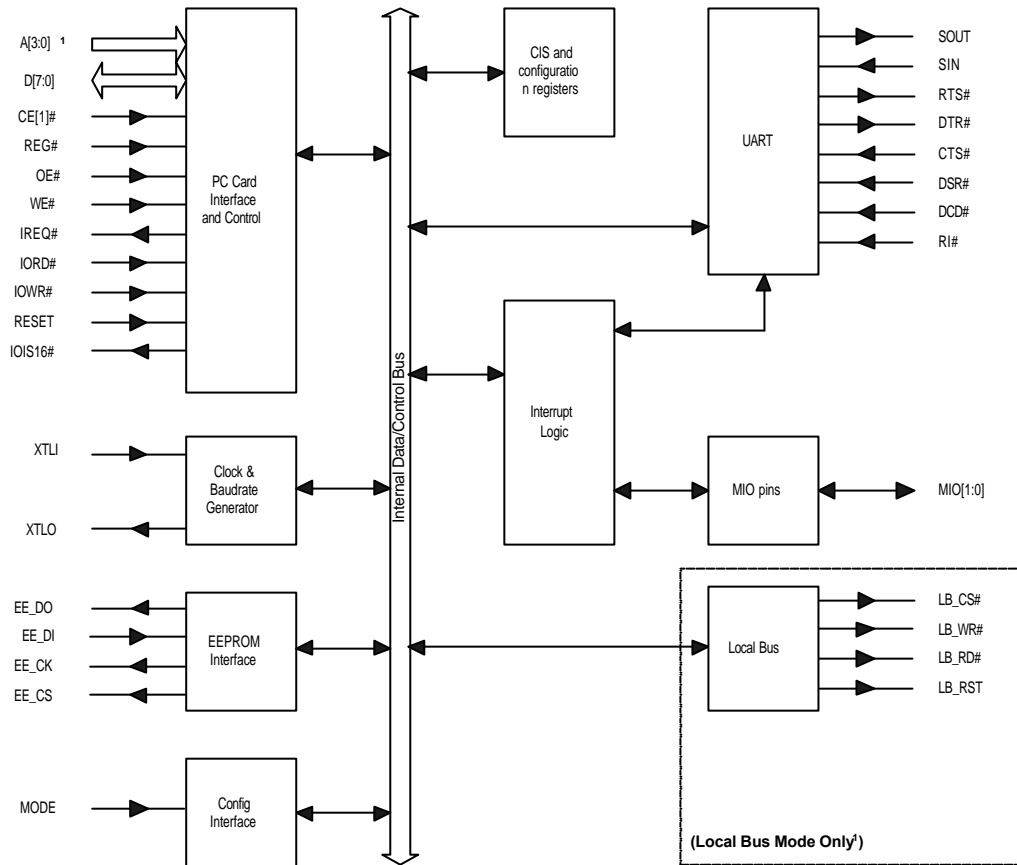 A[3:0] 1
D[7:0]
CE[1]#
REG#
OE#
WE#
IREQ#
IORD#
IOWR#
RESET
IOIS16#
PC Card
Interface
and Control
XTLI
XTLO
Clock &
Baudrate
Generator
EE_DO
EE_DI
EE_CK
EE_CS
EEPROM
Interface
MODE
Config
Interface
Internal Data/Control Bus
CIS and
configuratio
n registers
UART
SOUT
SIN
RTS#
DTR#
CTS#
DSR#
DCD#
RI#
Interrupt
Logic
MIO pins
MIO[1:0]
Local Bus
LB_CS#
LB_WR#
LB_RD#
LB_RST
(Local Bus Mode Only¹)